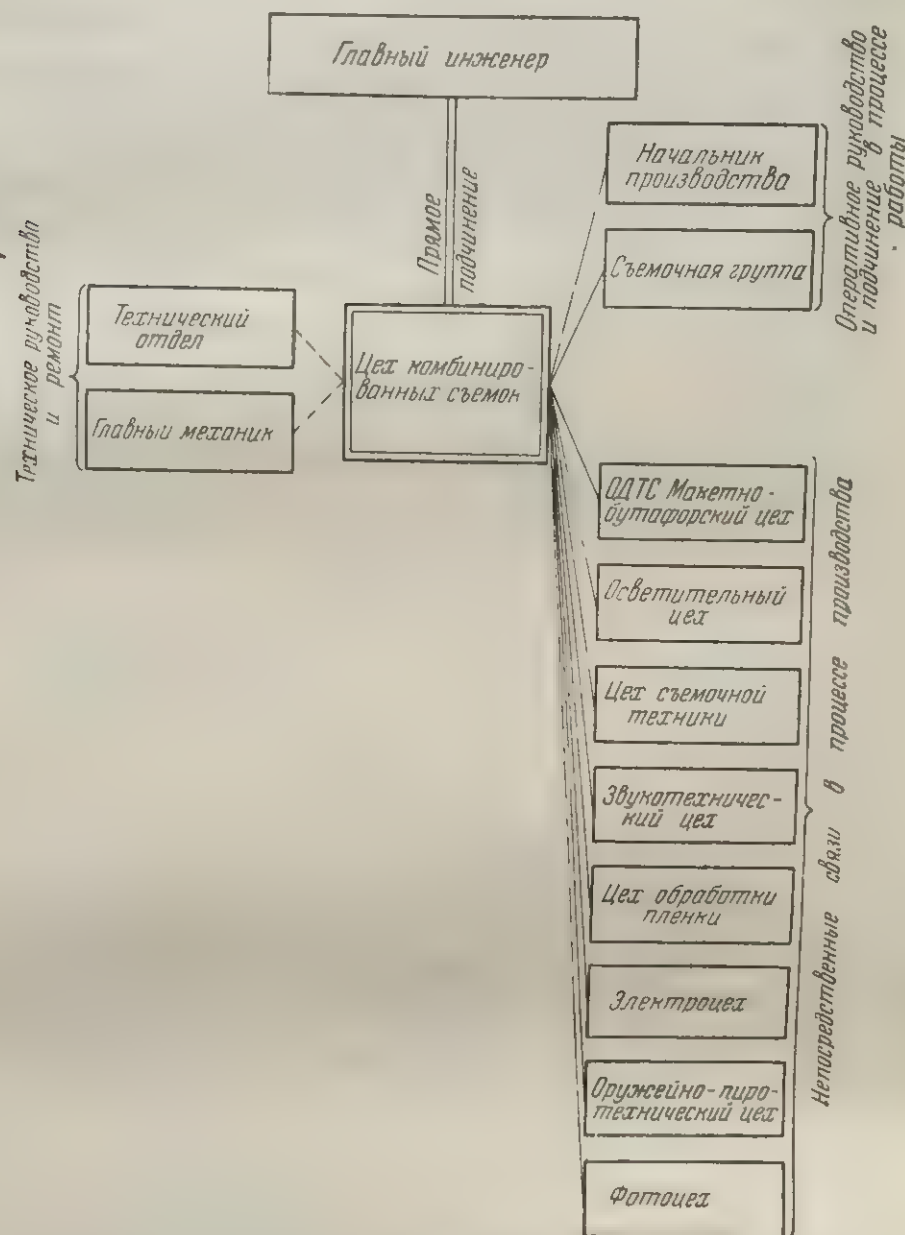 Главный инженер
Прямое
подчинение
Начальник
производства
Съемочная группа
Оперативное руководство
и подчинение в процессе
работы
Техническое руководство
и ремонт
Технический
отдел
Главный механик
Цех комбиниро-
ванных съемок
ОДТС Макетно-
бутафорский цех
Осветительный
цех
Цех съемочной
техники
Звукотехничес-
кий цех
Цех обработки
пленки
Электроцех
Оружейно-пиро-
технический цех
Фотоцех
Непосредственные связи в процессе производства